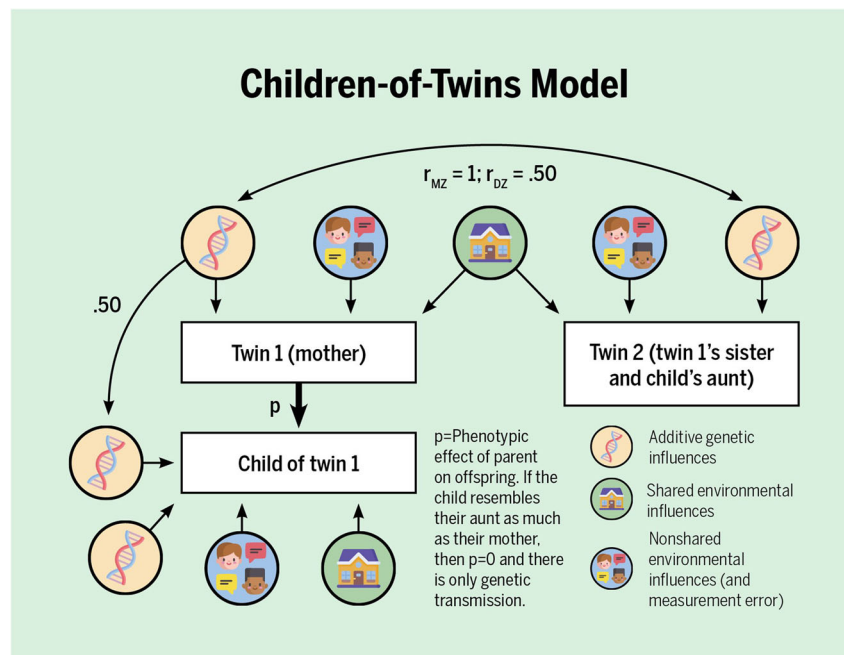 Children-of-Twins Model
rMZ = 1; rDZ = .50
.50
Twin 1 (mother)
Twin 2 (twin 1's sister
and child's aunt)
p
Child of twin 1
p=Phenotypic
effect of parent
on offspring. If the
child resembles
their aunt as much
as their mother,
then p=0 and there
is only genetic
transmission.
Additive genetic
influences
Shared environmental
influences
Nonshared
environmental
influences (and
measurement error)